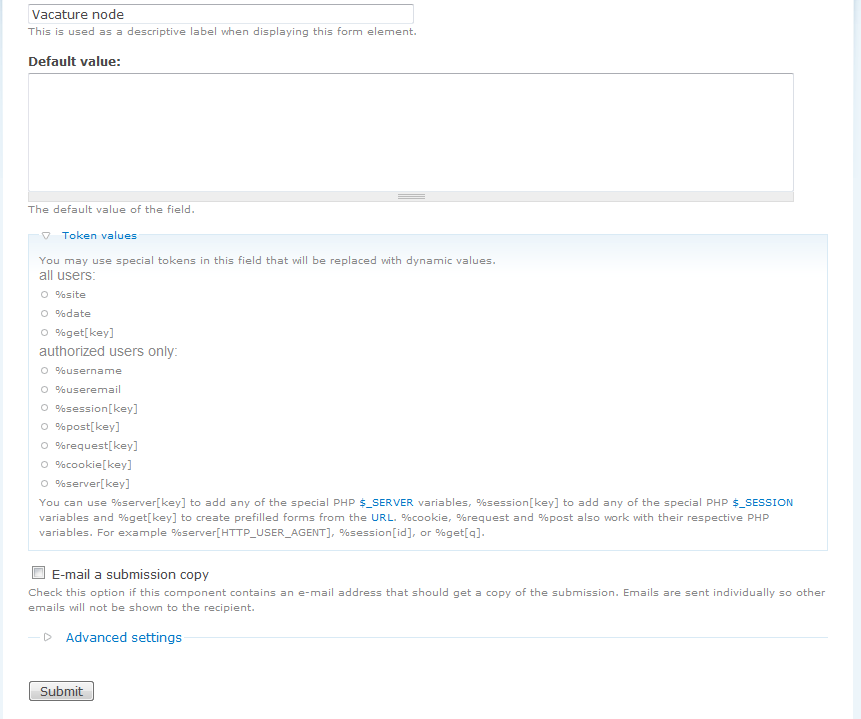 Vacature node
This is used as a descriptive label when displaying this form element.
Default value:
The default value of the field.
Token values
You may use special tokens in this field that will be replaced with dynamic values.
all users:
%site
%date
%get[key]
authorized users only:
%username
%useremail
%session[key]
%post[key]
%request[key]
%cookie[key]
%server[key]
You can use %server[key] to add any of the special PHP $_SERVER variables, %session[key] to add any of the special PHP $_SESSION
variables and %get[key] to create prefilled forms from the URL. %cookie, %request and %post also work with their respective PHP
variables. For example %server[HTTP_USER_AGENT], %session[id], or %get[q].
E-mail a submission copy
Check this option if this component contains an e-mail address that should get a copy of the submission. Emails are sent individually so other
emails will not be shown to the recipient.
Advanced settings
Submit